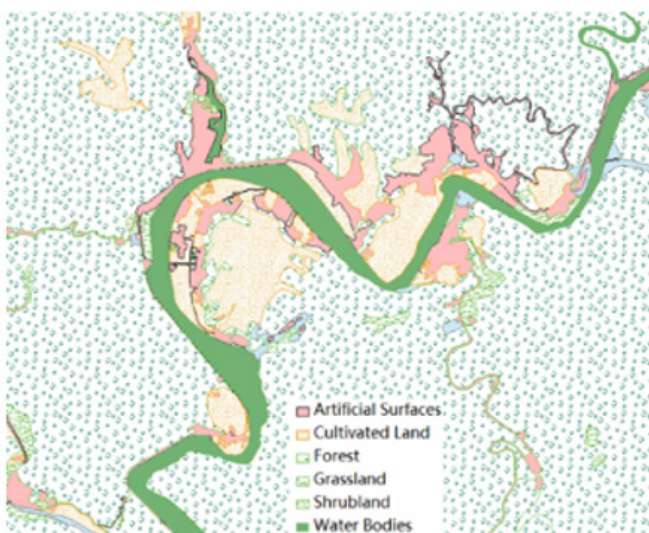 Artificial Surfaces
Cultivated Land
Forest
Grassland
Shrubland
Water Bodies